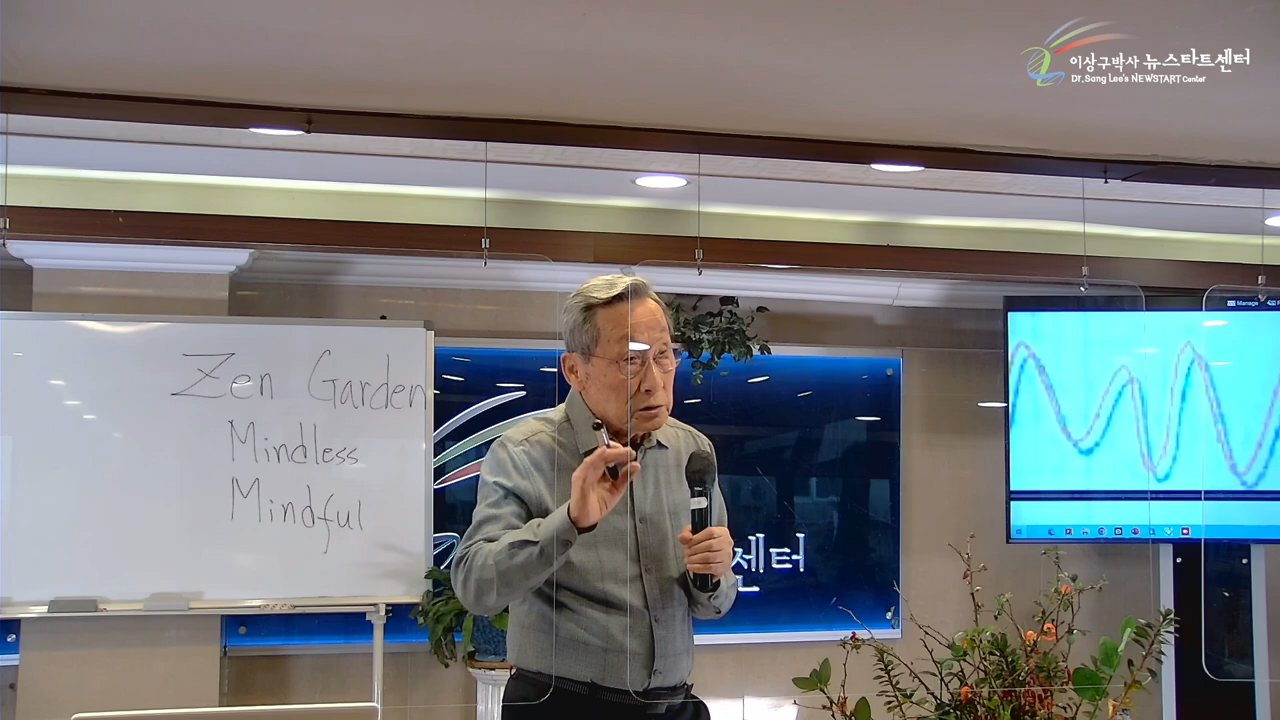 이상구박사 뉴스타트센터
Dr. Sang Lee's NEWSTART Center
Zen Garden
Mindless
Mindful
센터
Manage